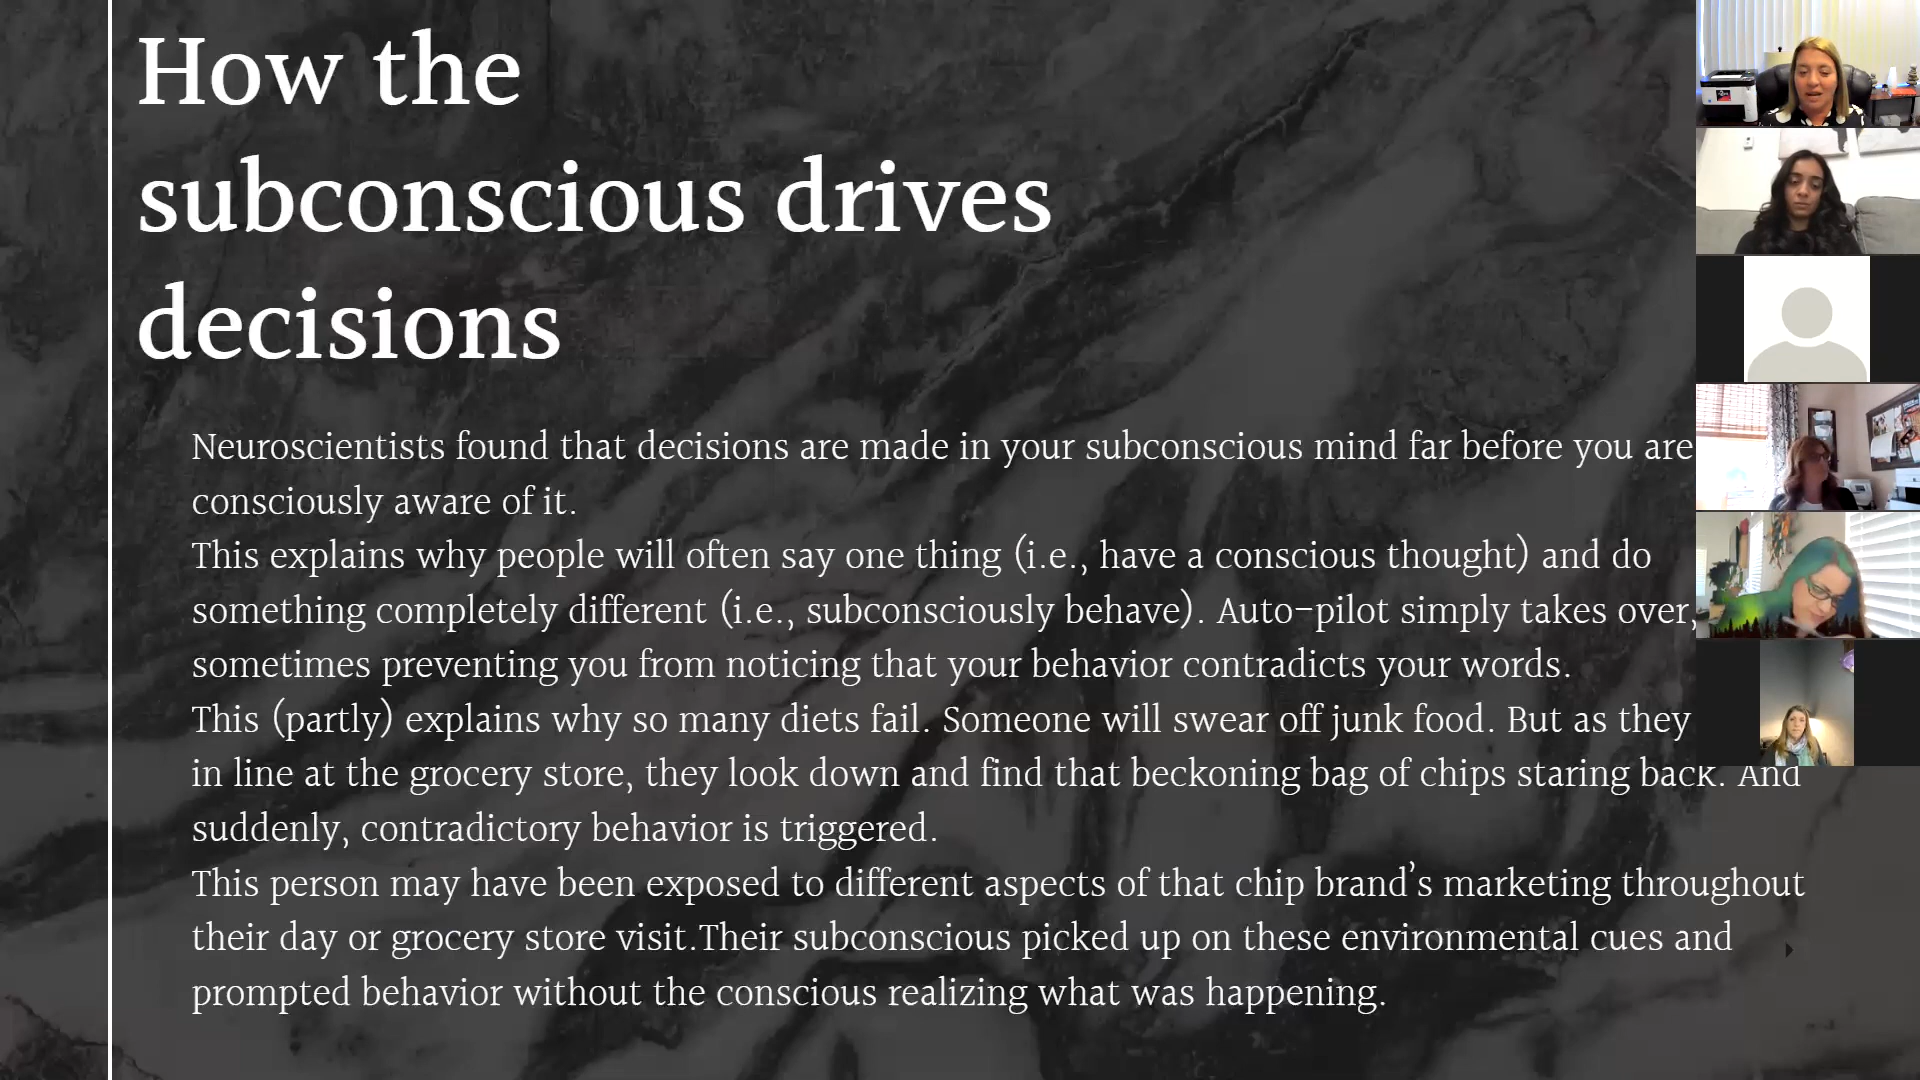 How the
subconscious drives
decisions
Neuroscientists found that decisions are made in your subconscious mind far before you are
consciously aware of it.
This explains why people will often say one thing (i.e., have a conscious thought) and do
something completely different (i.e., subconsciously behave). Auto-pilot simply takes over,
sometimes preventing you from noticing that your behavior contradicts your words.
This (partly) explains why so many diets fail. Someone will swear off junk food. But as they
in line at the grocery store, they look down and find that beckoning bag of chips staring back. And
suddenly, contradictory behavior is triggered.
This person may have been exposed to different aspects of that chip brand’s marketing throughout
their day or grocery store visit.Their subconscious picked up on these environmental cues and
prompted behavior without the conscious realizing what was happening.